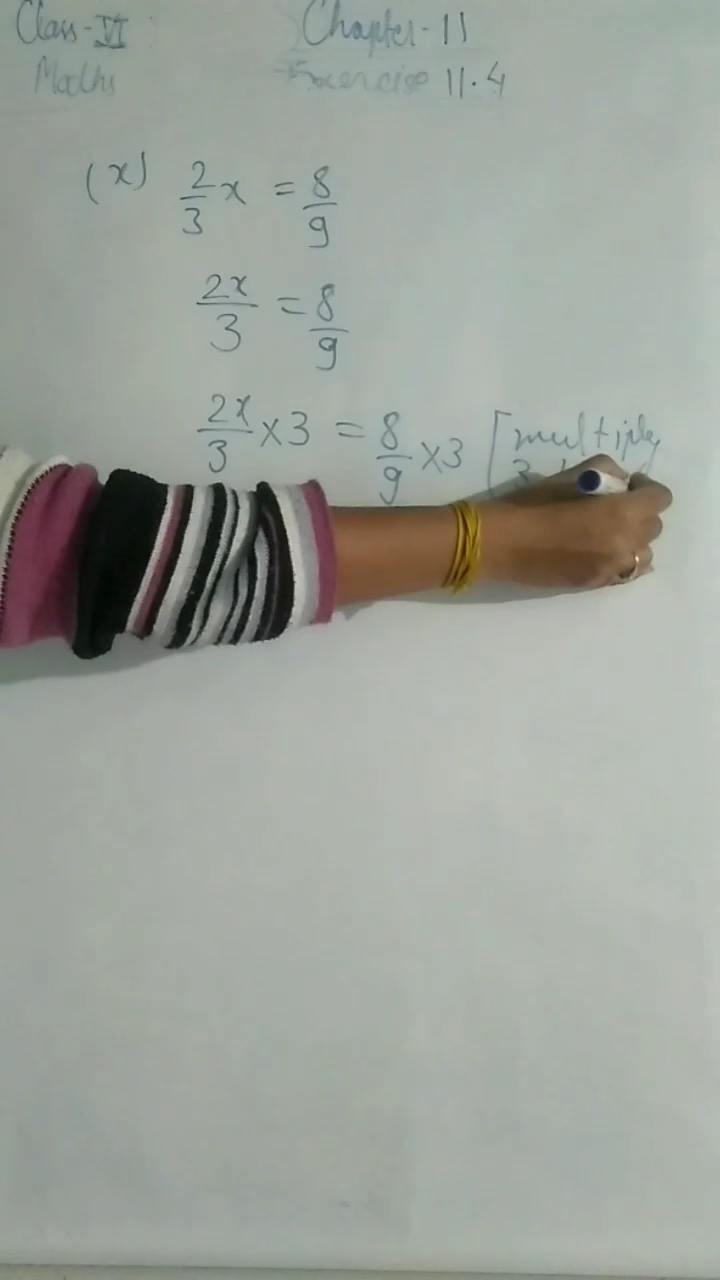 Class-VI Chapter-11
Maths Exercise 11.4
(x) 2/3 x = 8/9
2x/3 = 8/9
2x/3 ×3 = 8/9 ×3 [multiply
3